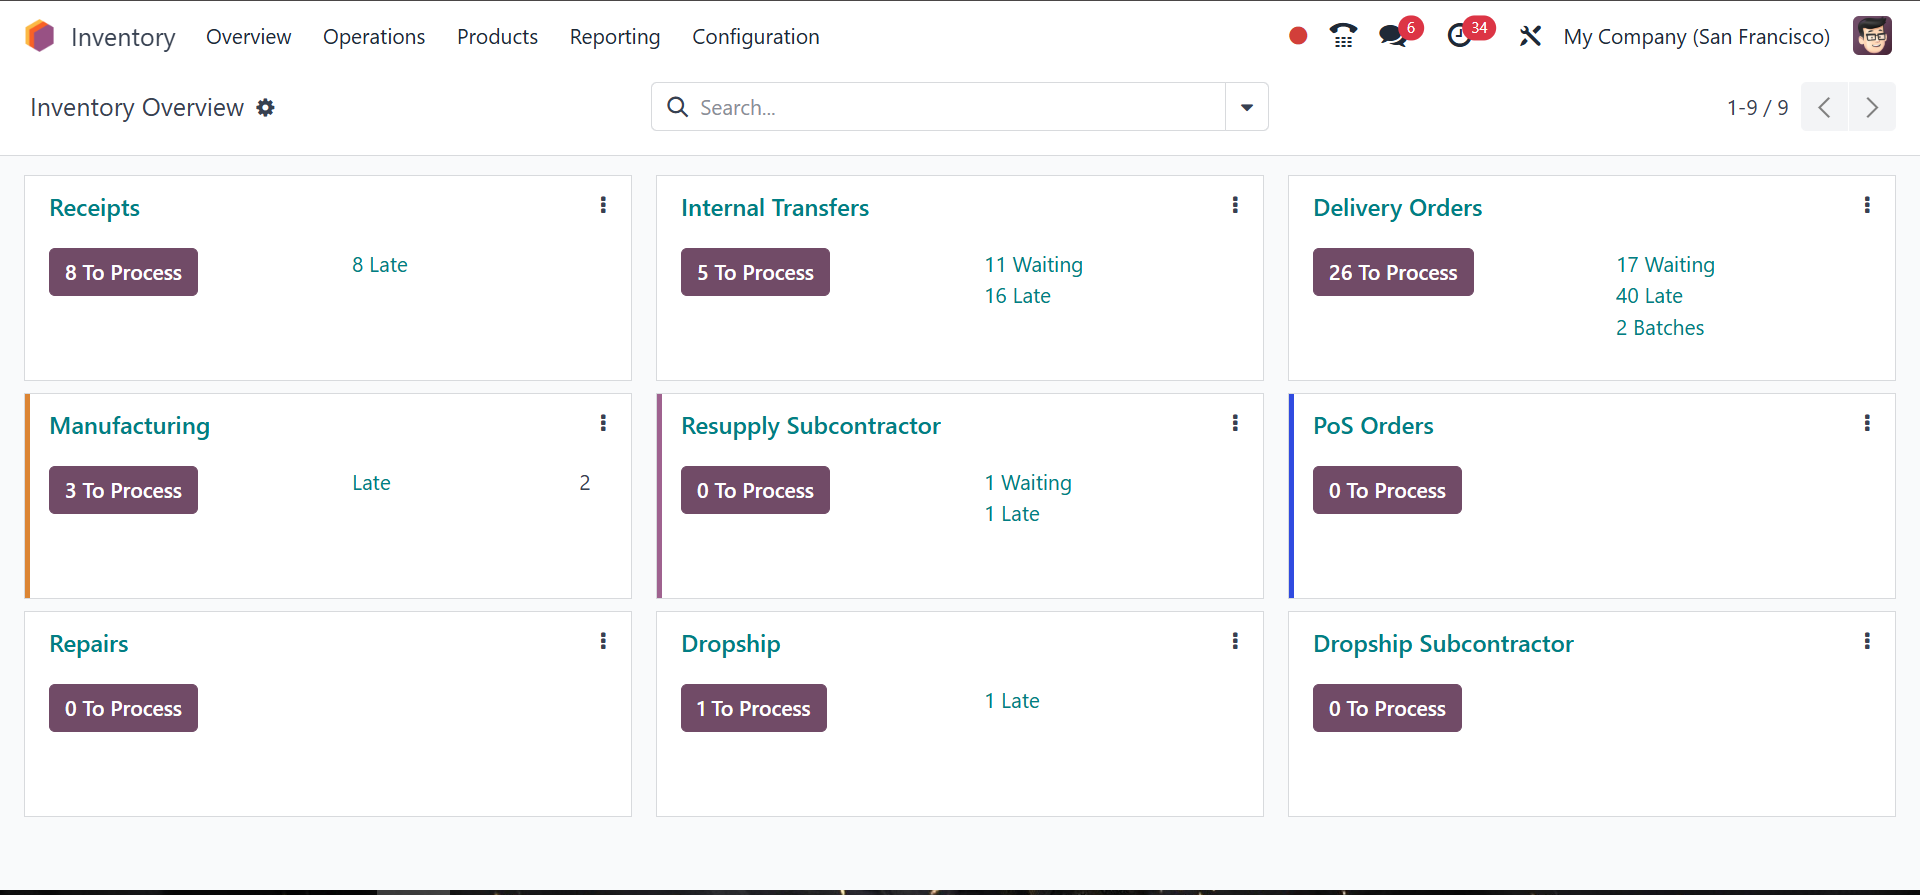 Inventory Overview Operations Products Reporting Configuration 6 34 My Company (San Francisco)
Inventory Overview Search... 1-9 / 9
Receipts
8 To Process 8 Late
Internal Transfers
5 To Process 11 Waiting
16 Late
Delivery Orders
26 To Process 17 Waiting
40 Late
2 Batches
Manufacturing
3 To Process Late 2
Resupply Subcontractor
0 To Process 1 Waiting
1 Late
PoS Orders
0 To Process
Repairs
0 To Process
Dropship
1 To Process 1 Late
Dropship Subcontractor
0 To Process